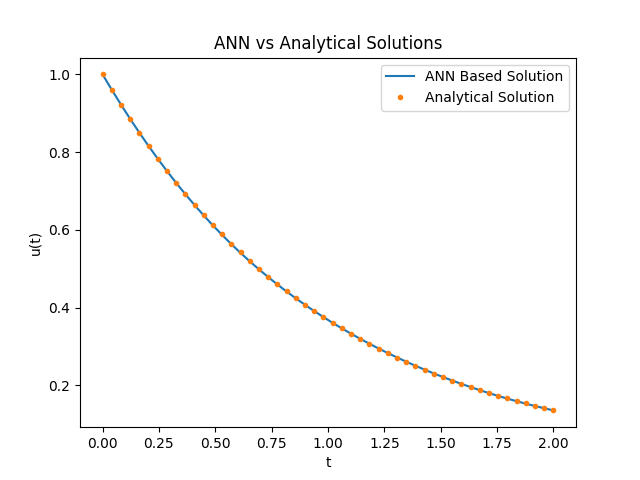 ANN vs Analytical Solutions
ANN Based Solution
Analytical Solution
u(t)
1.0
0.8
0.6
0.4
0.2
0.00 0.25 0.50 0.75 1.00 1.25 1.50 1.75 2.00
t